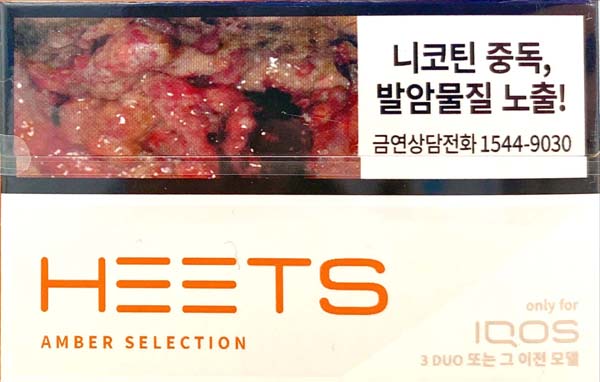 니코틴 중독,
발암물질 노출!
금연상담전화 1544-9030
HEETS
AMBER SELECTION
only for
IQOS
3 DUO 또는 그 이전 모델